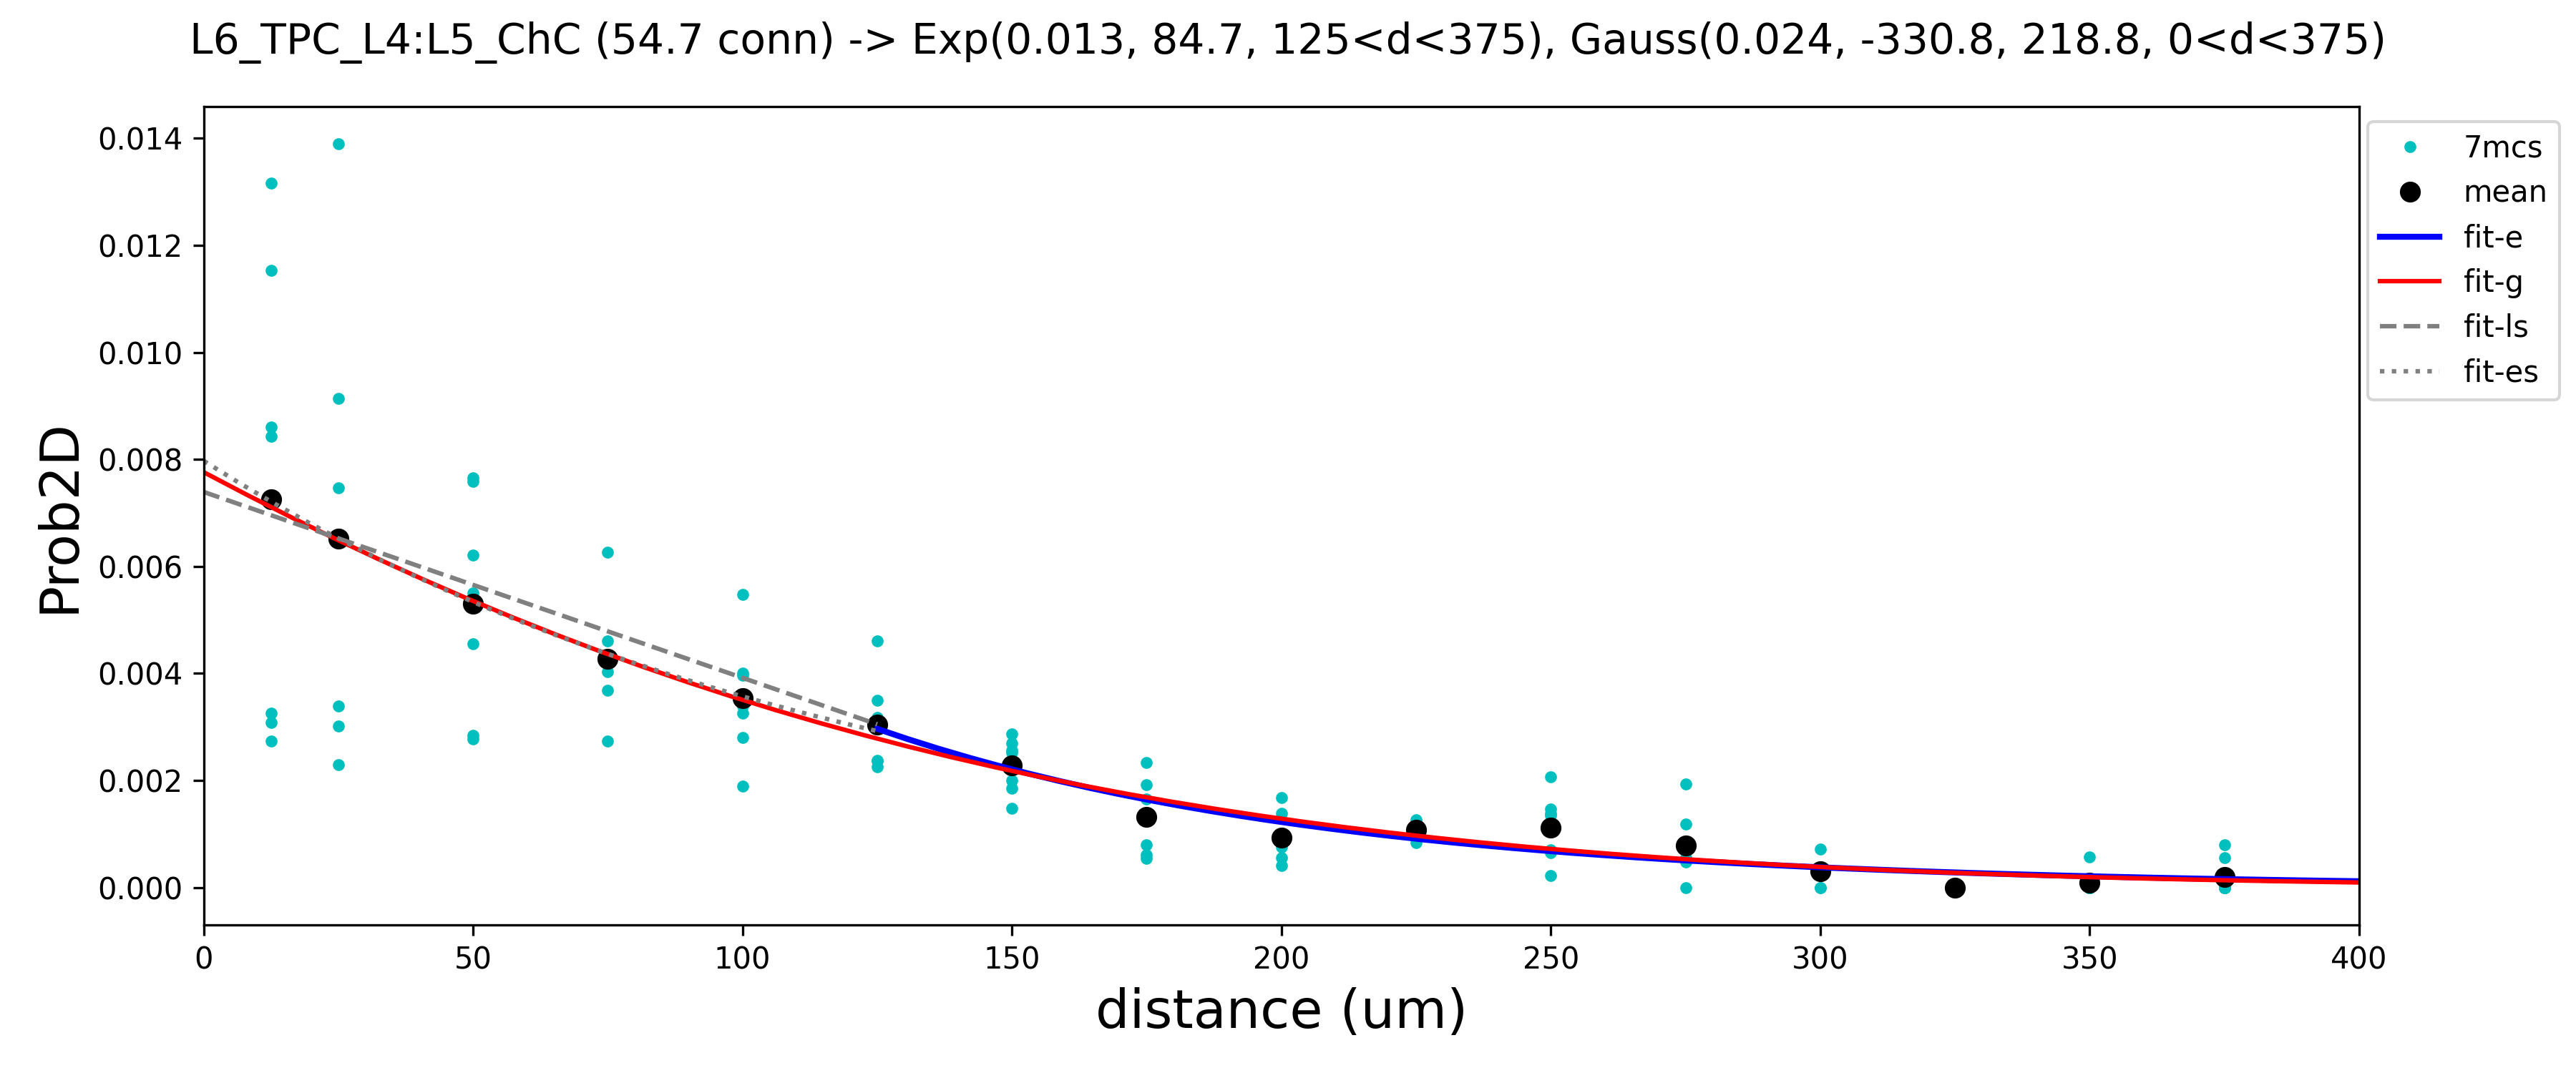 L6_TPC_L4:L5_ChC (54.7 conn) -> Exp(0.013, 84.7, 125<d<375), Gauss(0.024, -330.8, 218.8, 0<d<375)
0.014
0.012
0.010
0.008
0.006
0.004
0.002
0.000
Prob2D
0 50 100 150 200 250 300 350 400
distance (um)
7mcs
mean
fit-e
fit-g
fit-ls
fit-es